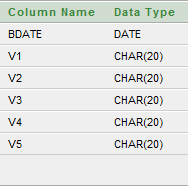 Column Name Data Type
BDATE DATE
V1 CHAR(20)
V2 CHAR(20)
V3 CHAR(20)
V4 CHAR(20)
V5 CHAR(20)